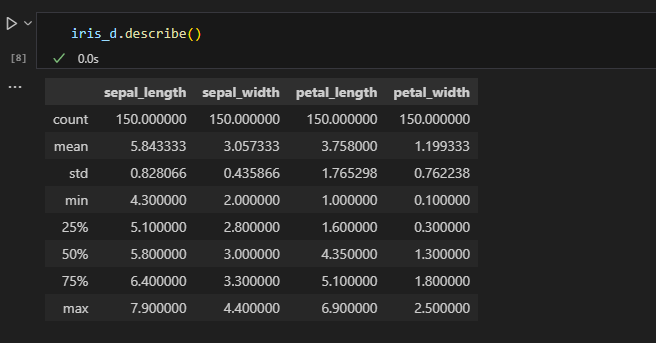 iris_d.describe()
[8]
0.0s
...
sepal_length sepal_width petal_length petal_width
count 150.000000 150.000000 150.000000 150.000000
mean 5.843333 3.057333 3.758000 1.199333
std 0.828066 0.435866 1.765298 0.762238
min 4.300000 2.000000 1.000000 0.100000
25% 5.100000 2.800000 1.600000 0.300000
50% 5.800000 3.000000 4.350000 1.300000
75% 6.400000 3.300000 5.100000 1.800000
max 7.900000 4.400000 6.900000 2.500000